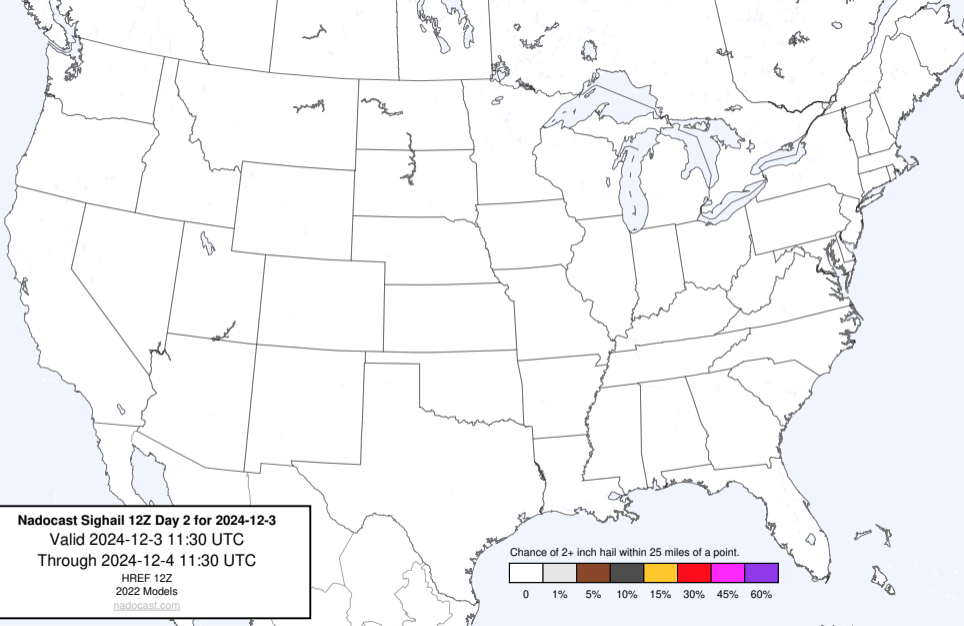 Nadocast Sighail 12Z Day 2 for 2024-12-3
Valid 2024-12-3 11:30 UTC
Through 2024-12-4 11:30 UTC
HREF 12Z
2022 Models
nadocast.com
Chance of 2+ inch hail within 25 miles of a point.
0 1% 5% 10% 15% 30% 45% 60%